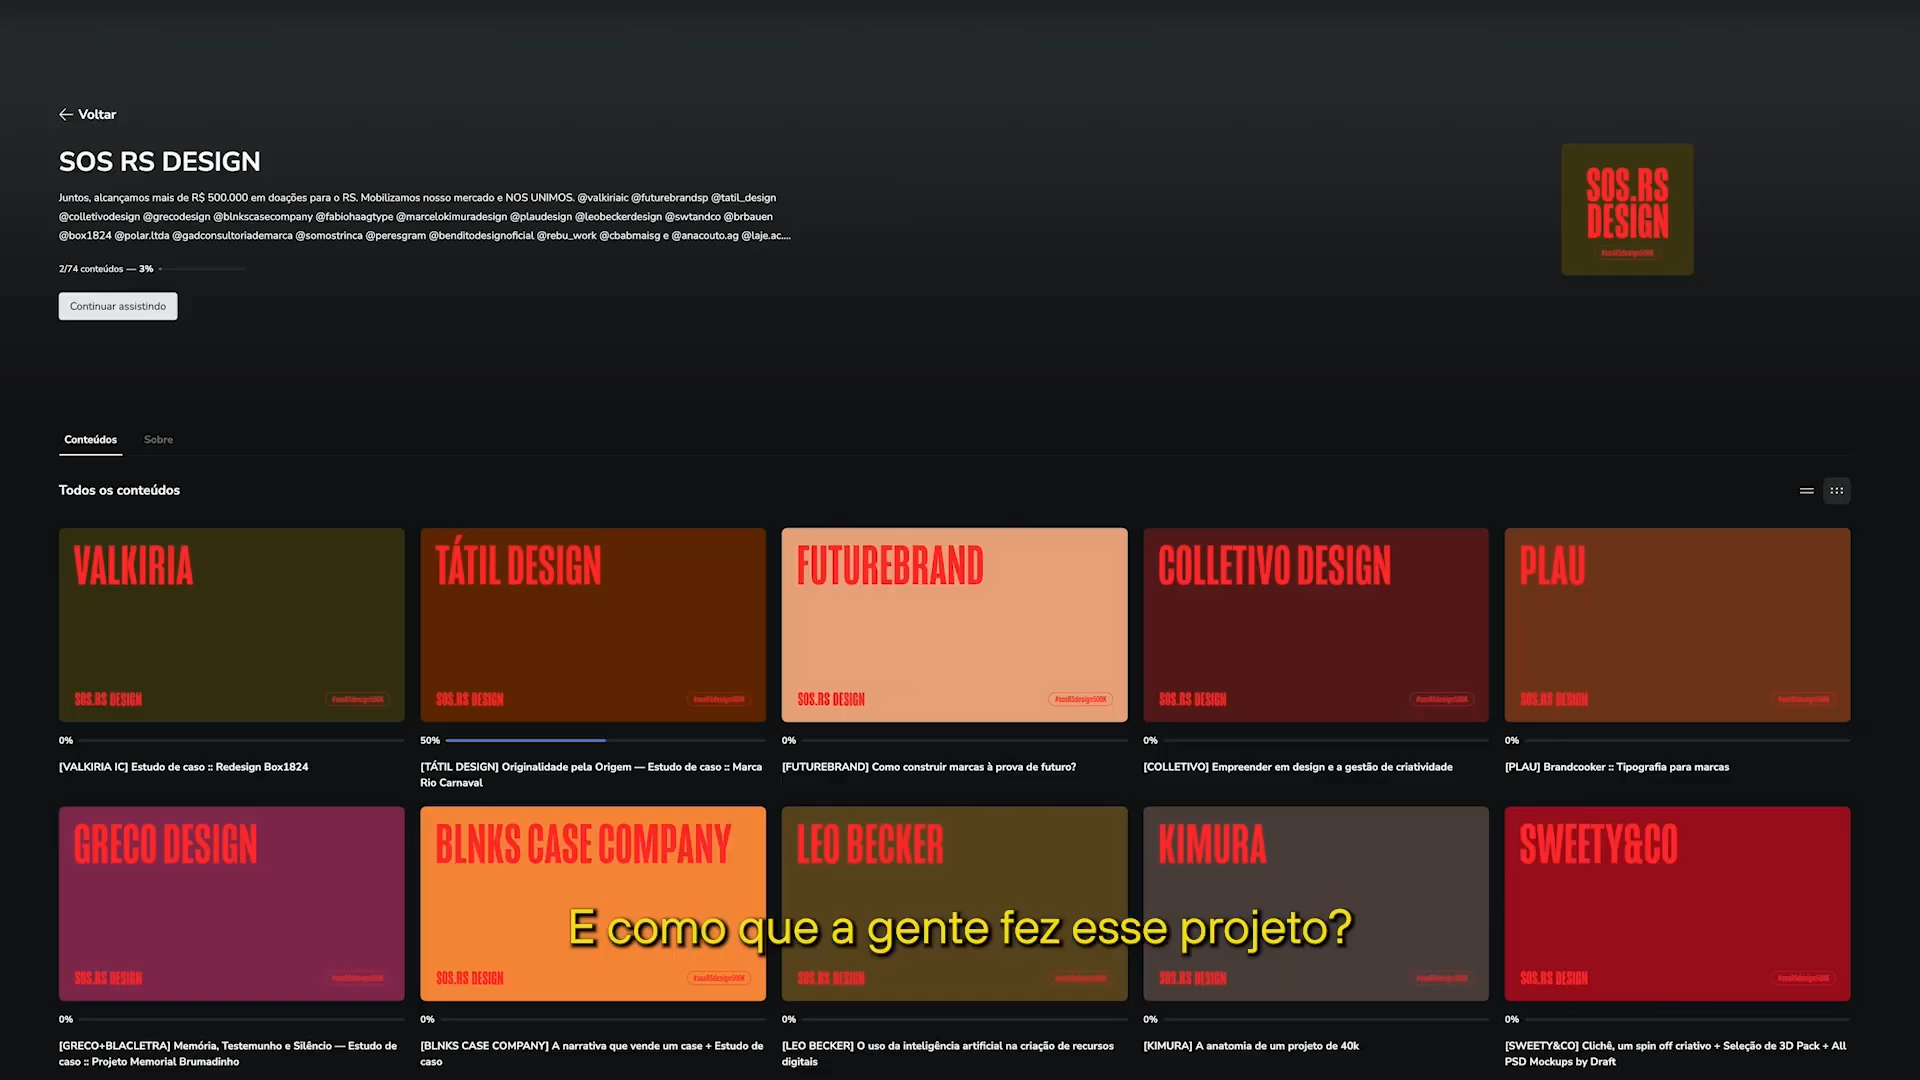 Voltar
SOS RS DESIGN
Juntos, alcançamos mais de R$ 500.000 em doações para o RS. Mobilizamos nosso mercado e NOS UNIMOS. @valkiriaic @futurebrandsp @tatil_design
@colletivodesign @grecodesign @blnkscasecompany @fabiohaagtype @marcelokimuradesign @plaudesign @leobeckerdesign @swtandco @brbauen
@box1824 @polar.ltda @gadconsultoriademarca @somostrinca @peresgram @benditodesignoficial @rebu_work @cbabmaisg e @anacouto.ag @laje.ac....
2/74 conteúdos — 3%
Continuar assistindo
SOS.RS
DESIGN
#sosRSdesign500K
Conteúdos
Sobre
Todos os conteúdos
VALKIRIA
SOS.RS DESIGN
#sosRSdesign500K
0%
[VALKIRIA IC] Estudo de caso :: Redesign Box1824
TÁTIL DESIGN
SOS.RS DESIGN
#sosRSdesign500K
50%
[TÁTIL DESIGN] Originalidade pela Origem — Estudo de caso :: Marca
Rio Carnaval
FUTUREBRAND
SOS.RS DESIGN
#sosRSdesign500K
0%
[FUTUREBRAND] Como construir marcas à prova de futuro?
COLLETIVO DESIGN
SOS.RS DESIGN
#sosRSdesign500K
0%
[COLLETIVO] Empreender em design e a gestão de criatividade
PLAU
SOS.RS DESIGN
#sosRSdesign500K
0%
[PLAU] Brandcooker :: Tipografia para marcas
GRECO DESIGN
SOS.RS DESIGN
#sosRSdesign500K
0%
[GRECO+BLACLETRA] Memória, Testemunho e Silêncio — Estudo de
caso :: Projeto Memorial Brumadinho
BLNKS CASE COMPANY
SOS.RS DESIGN
#sosRSdesign500K
0%
[BLNKS CASE COMPANY] A narrativa que vende um case + Estudo de
caso
LEO BECKER
SOS.RS DESIGN
#sosRSdesign500K
0%
[LEO BECKER] O uso da inteligência artificial na criação de recursos
digitais
KIMURA
SOS.RS DESIGN
#sosRSdesign500K
0%
[KIMURA] A anatomia de um projeto de 40k
SWEETY&CO
SOS.RS DESIGN
#sosRSdesign500K
0%
[SWEETY&CO] Clichê, um spin off criativo + Seleção de 3D Pack + All
PSD Mockups by Draft
E como que a gente fez esse projeto?